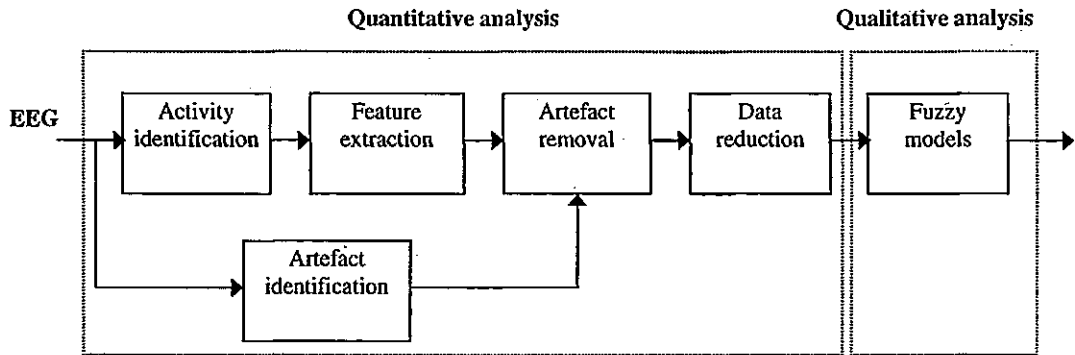 Quantitative analysis
Qualitative analysis
EEG
Activity
identification
Feature
extraction
Artefact
removal
Data
reduction
Fuzzy
models
Artefact
identification